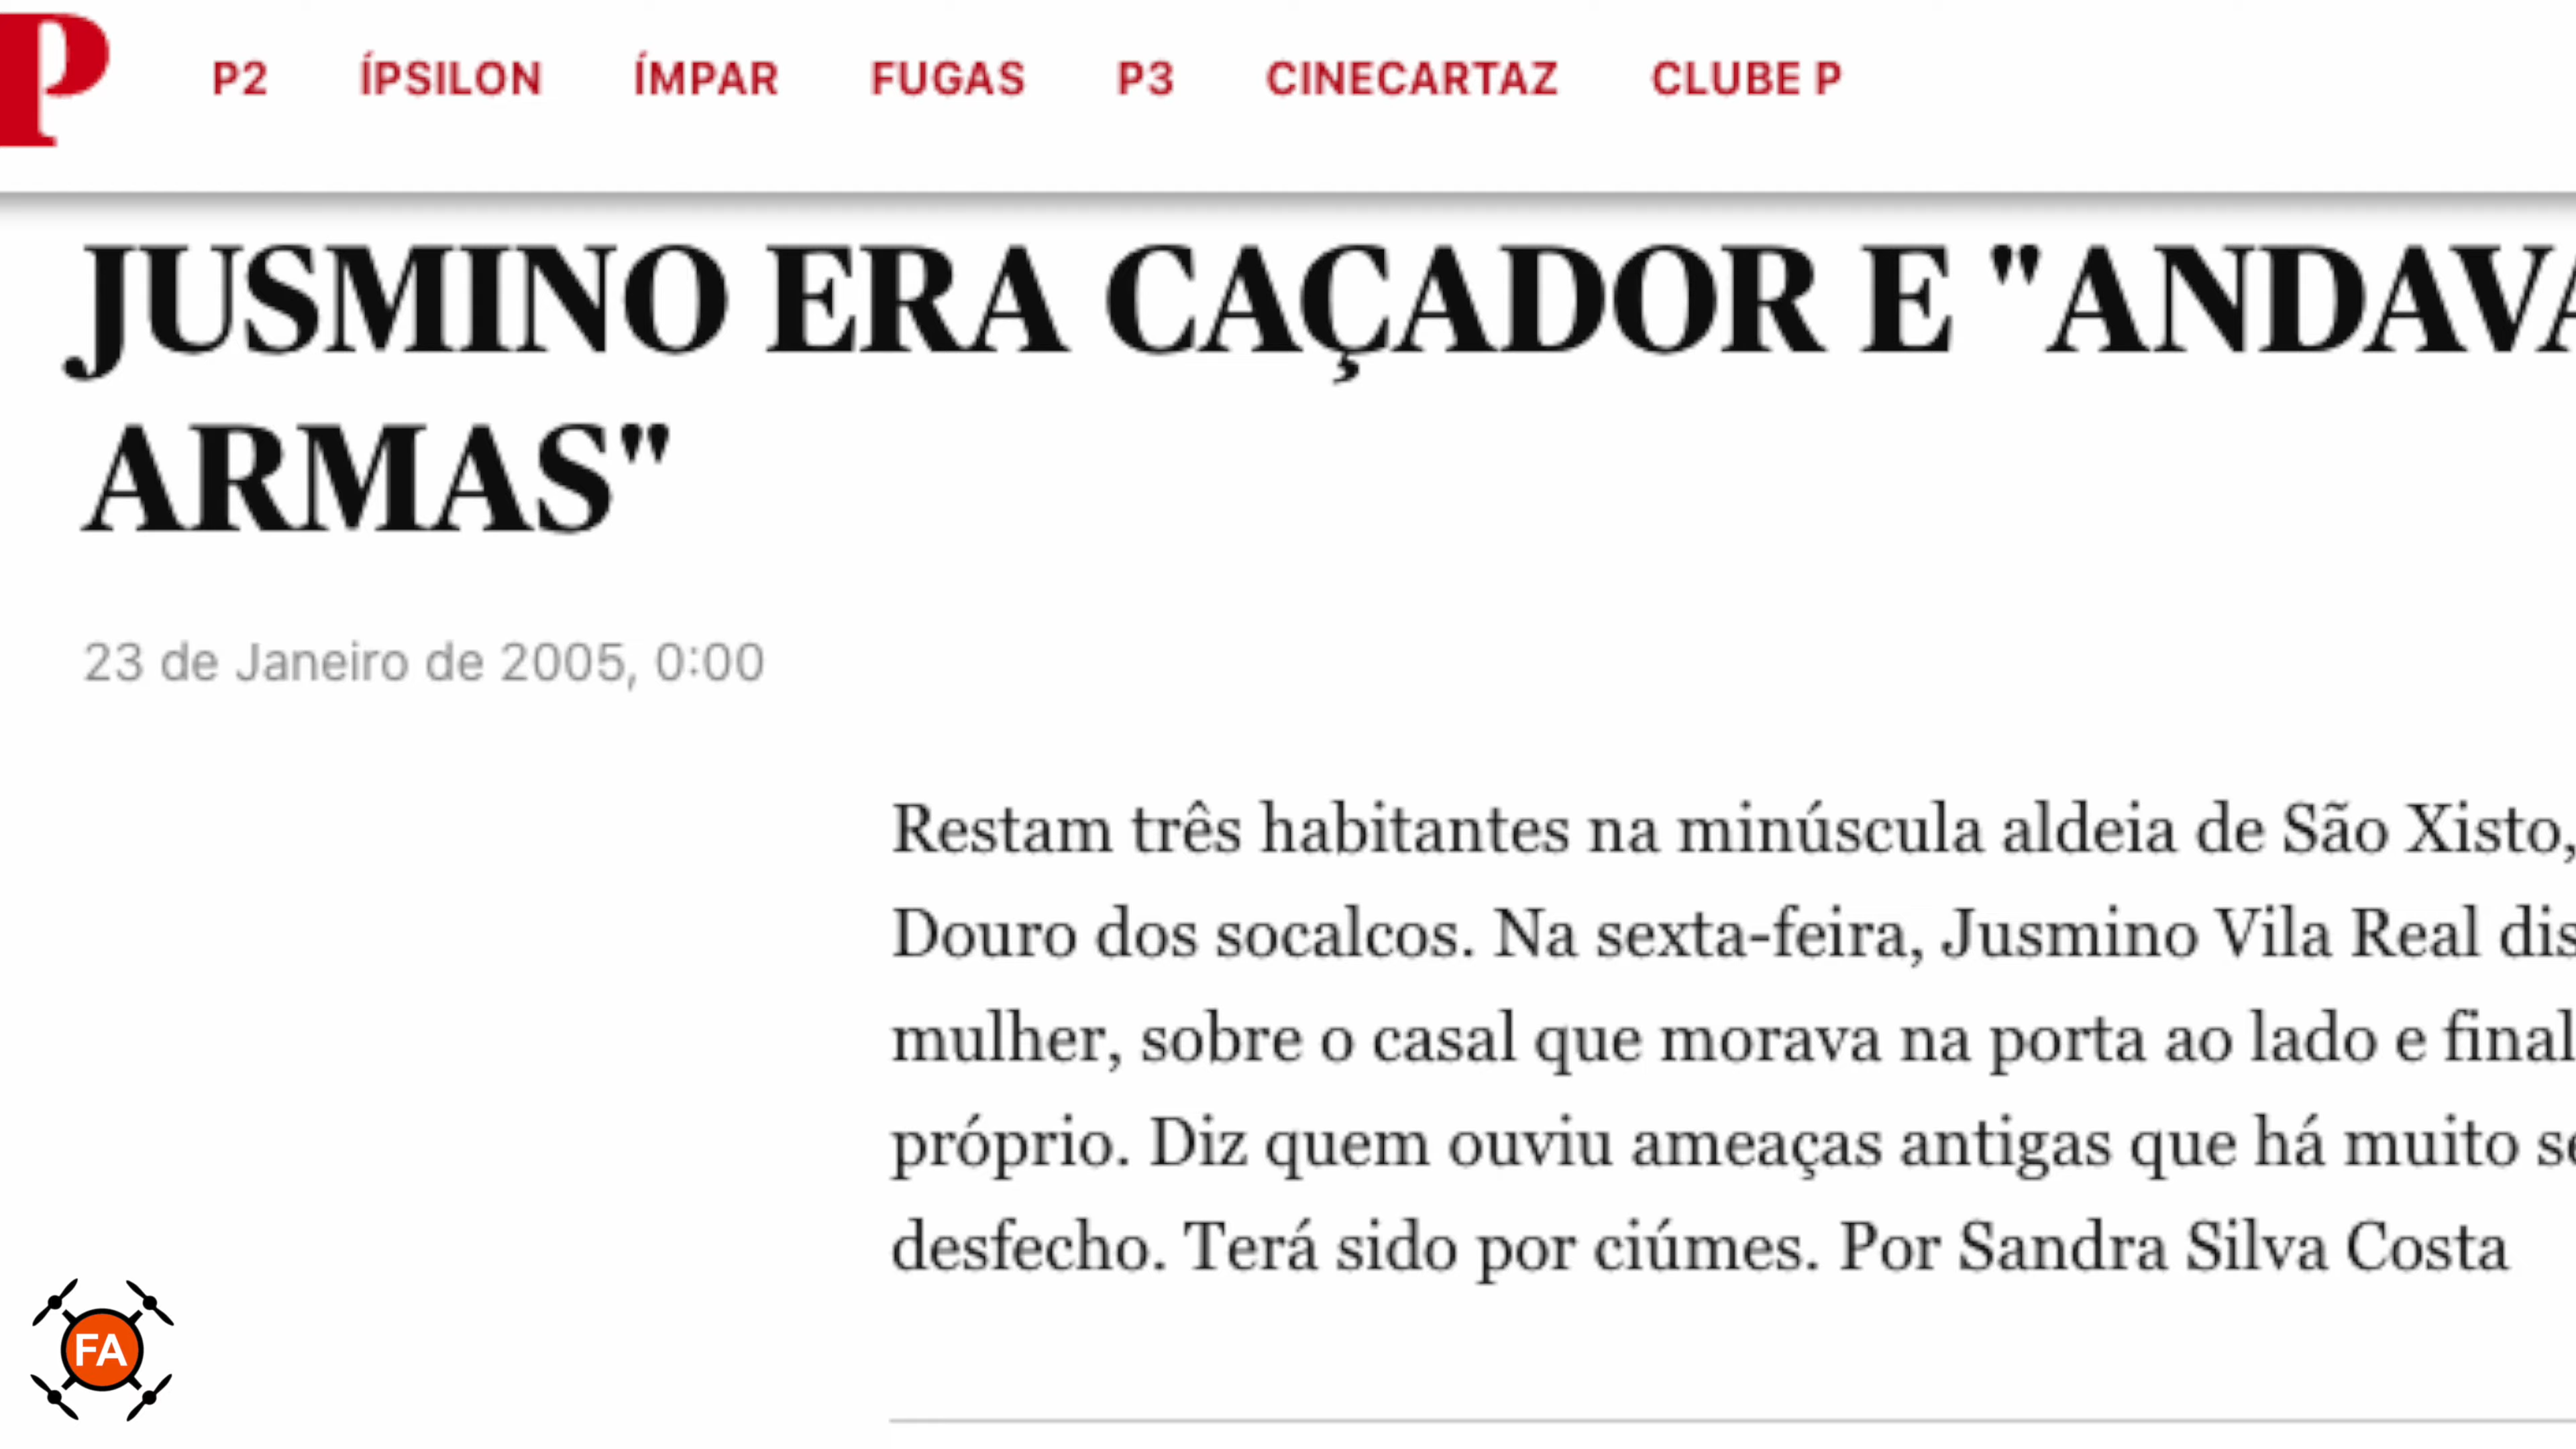 P
P2 ÍPSILON ÍMPAR FUGAS P3 CINECARTAZ CLUBE P
JUSMINO ERA CAÇADOR E "ANDAVA
ARMAS"
23 de Janeiro de 2005, 0:00
Restam três habitantes na minúscula aldeia de São Xisto,
Douro dos socalcos. Na sexta-feira, Jusmino Vila Real dis
mulher, sobre o casal que morava na porta ao lado e final
próprio. Diz quem ouviu ameaças antigas que há muito se
desfecho. Terá sido por ciúmes. Por Sandra Silva Costa
FA